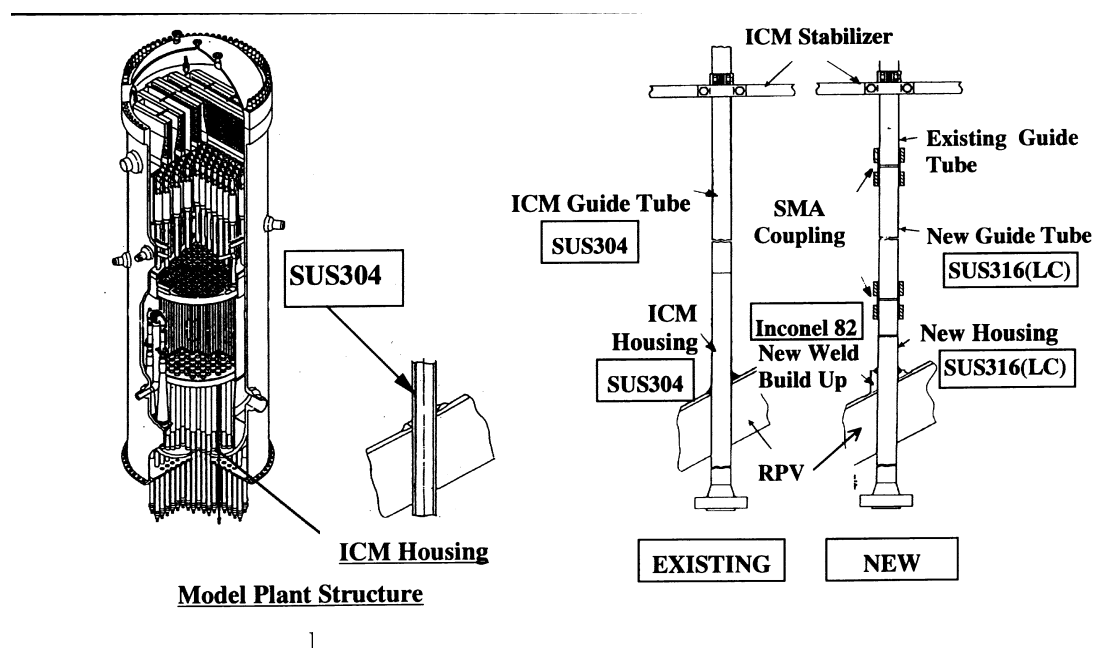 SUS304
ICM Housing
Model Plant Structure
ICM Stabilizer
ICM Guide Tube
SUS304
ICM
Housing
SUS304
EXISTING
Existing Guide
Tube
SMA
Coupling
New Guide Tube
SUS316(LC)
Inconel 82
New Weld
Build Up
New Housing
SUS316(LC)
RPV
NEW